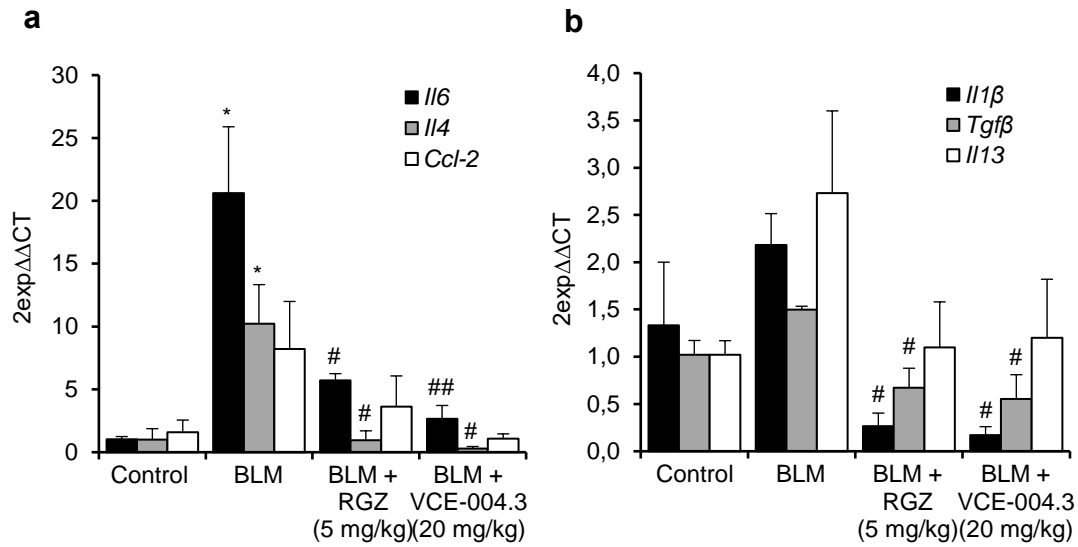 a
30
25
20
15
10
5
0
2exp∆∆CT
Il6
Il4
Ccl-2
*
*
#
#
##
#
Control
BLM
BLM +
RGZ
(5 mg/kg)
BLM +
VCE-004.3
(20 mg/kg)
b
4,0
3,5
3,0
2,5
2,0
1,5
1,0
0,5
0,0
2exp∆∆CT
Il1β
Tgfβ
Il13
#
#
#
#
Control
BLM
BLM +
RGZ
(5 mg/kg)
BLM +
VCE-004.3
(20 mg/kg)